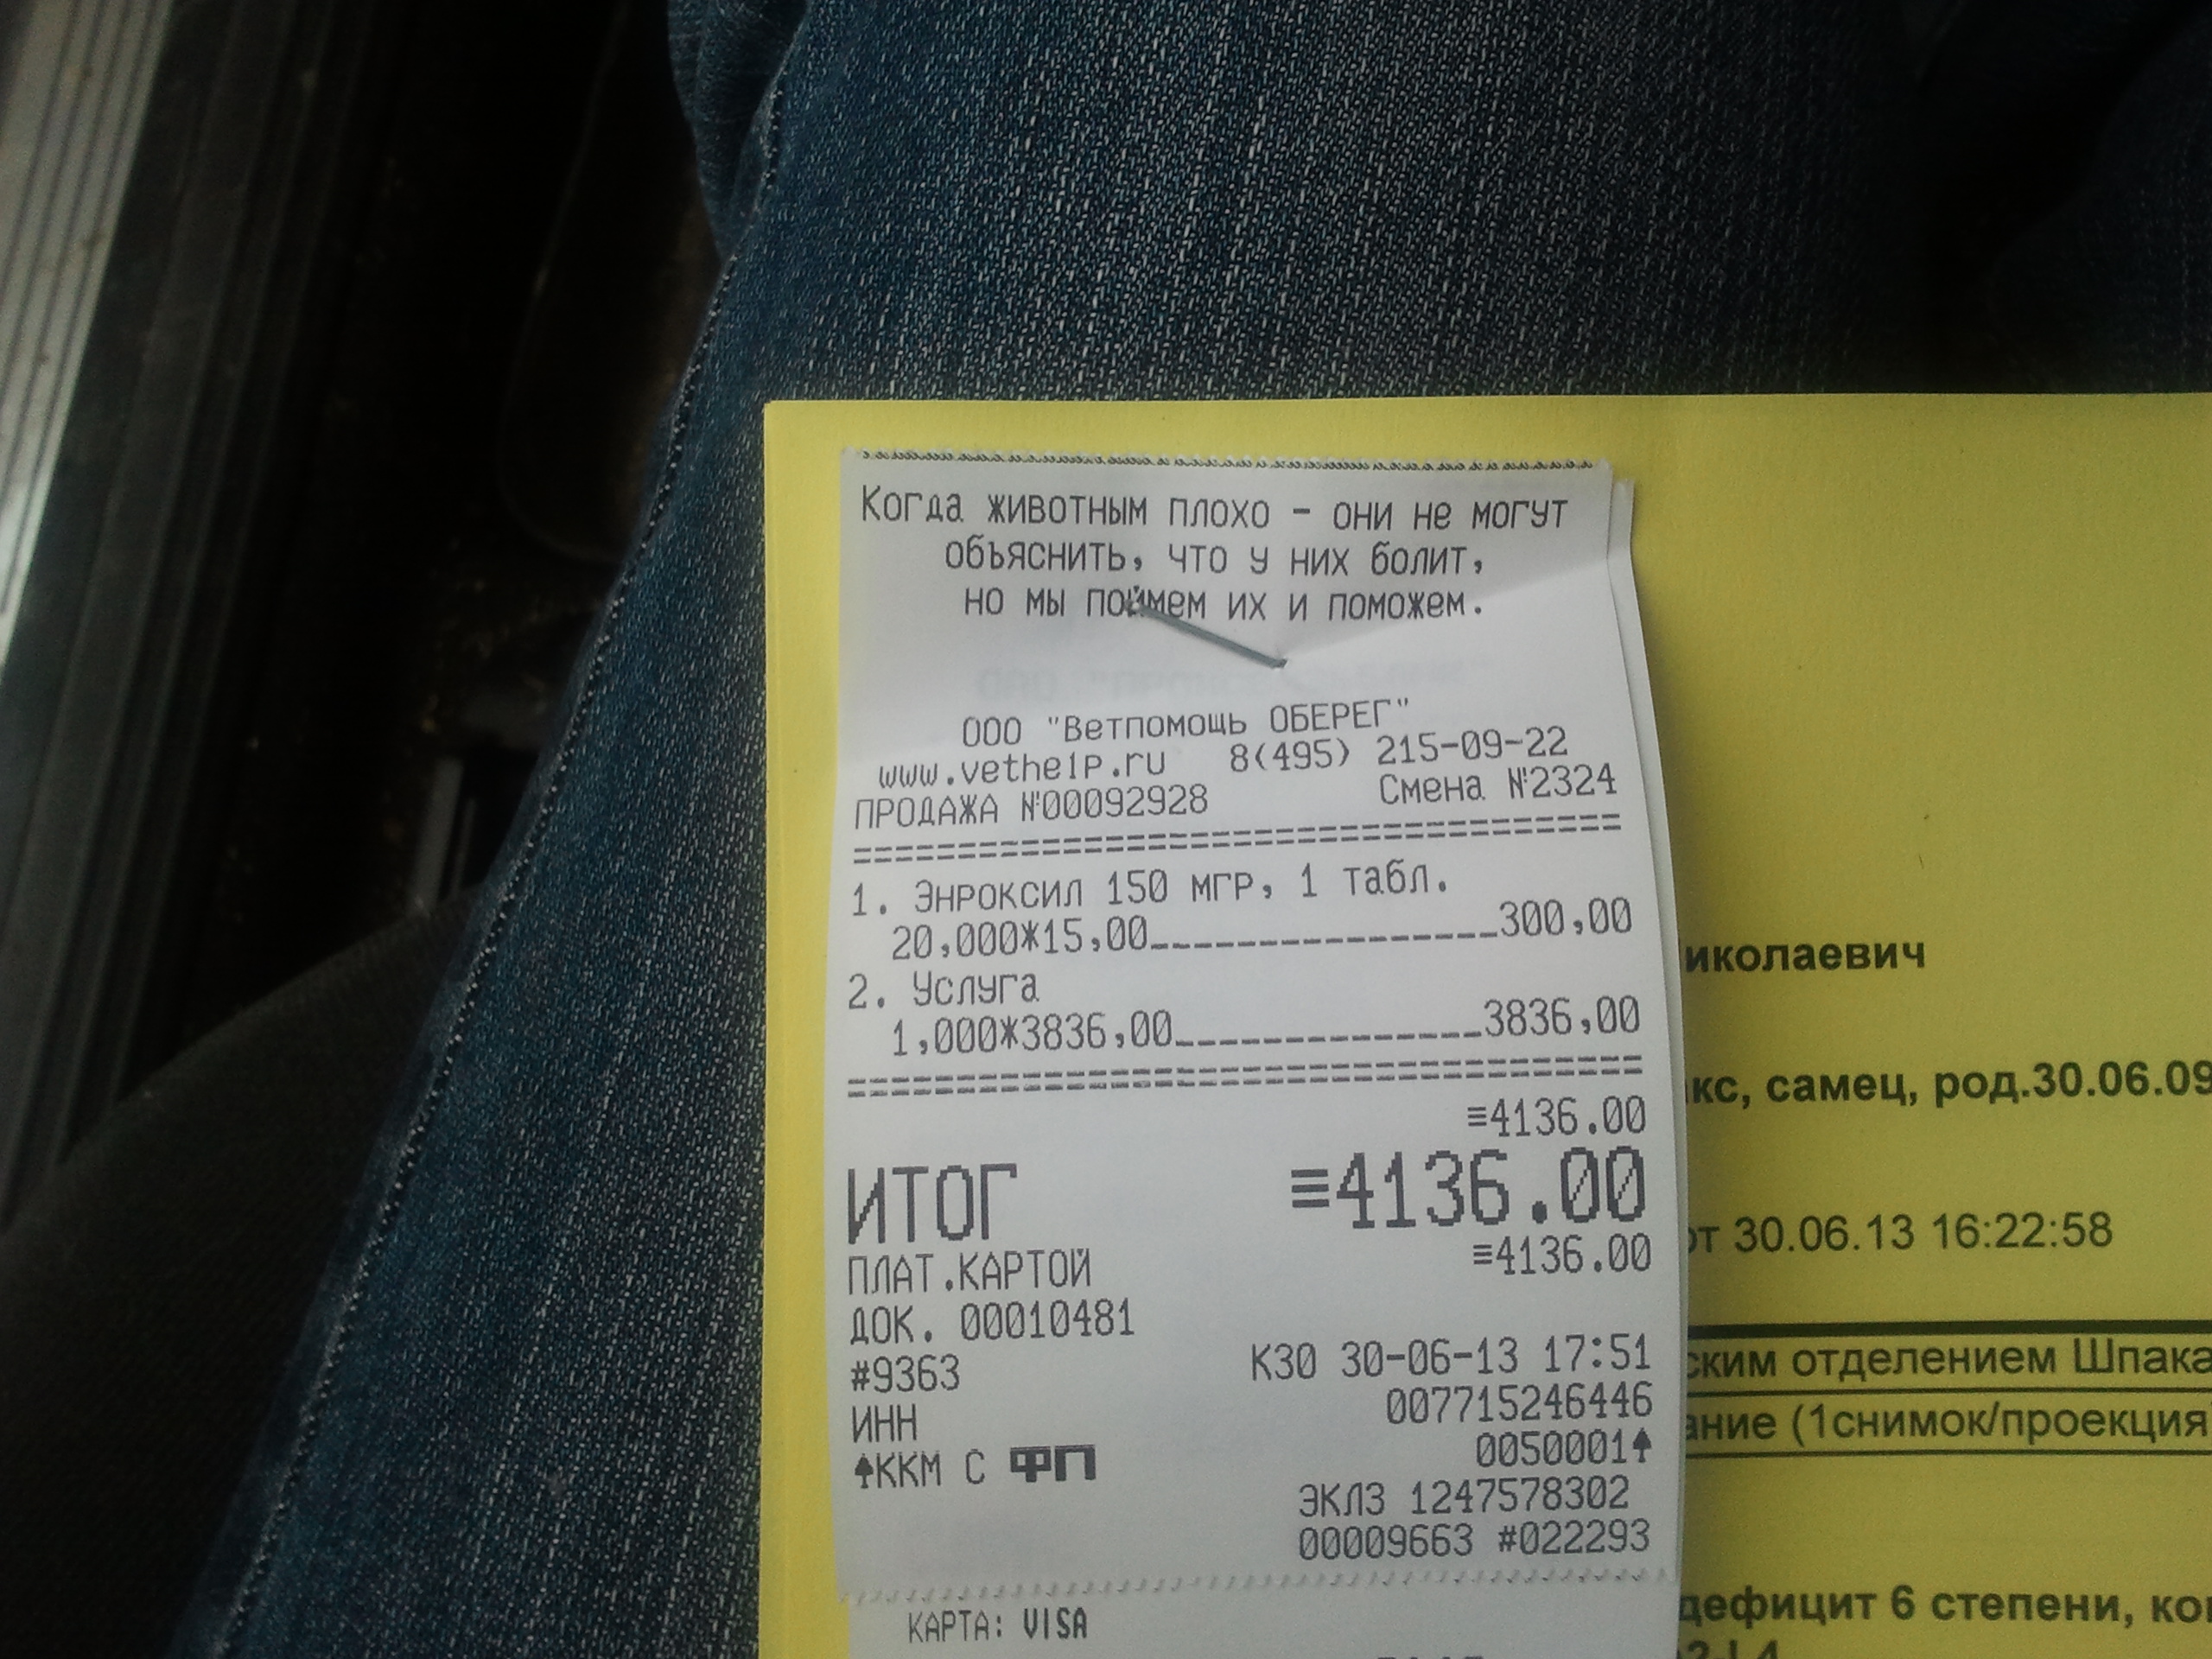 Когда животным плохо - они не могут
объяснить, что у них болит,
но мы поймем их и поможем.
ООО "Ветпомощь ОБЕРЕГ"
www.vethelp.ru 8(495) 215-09-22
ПРОДАЖА №00092928 Смена №2324
1. Энроксил 150 мгр, 1 табл.
20,000*15,00 300,00
2. Услуга
1,000*3836,00 3836,00
≡4136.00
ИТОГ ≡4136.00
ПЛАТ.КАРТОЙ ≡4136.00
ДОК. 00010481
#9363 К30 30-06-13 17:51
ИНН 007715246446
ККМ С ФП 0050001
ЭКЛЗ 1247578302
00009663 #022293
КАРТА: VISA
иколаевич
кс, самец, род.30.06.09
от 30.06.13 16:22:58
ским отделением Шпака
ание (1снимок/проекция)
дефицит 6 степени, ко